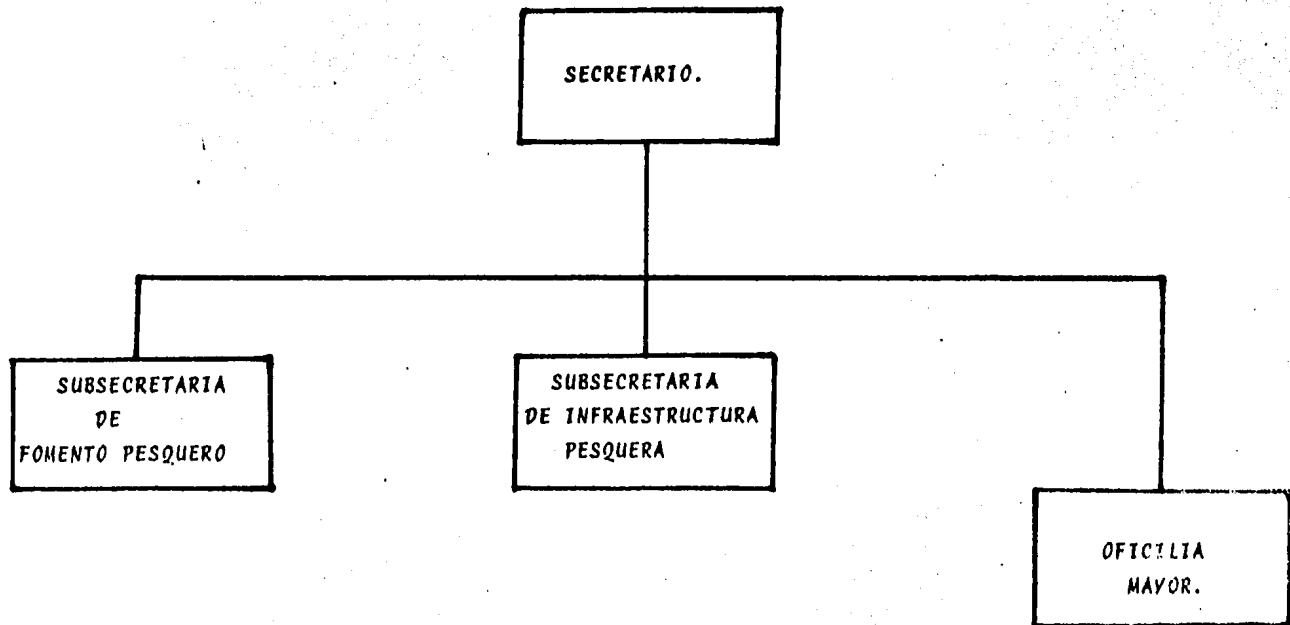 SECRETARIO.
SUBSECRETARIA
DE
FOMENTO PESQUERO
SUBSECRETARIA
DE INFRAESTRUCTURA
PESQUERA
OFICILIA
MAYOR.